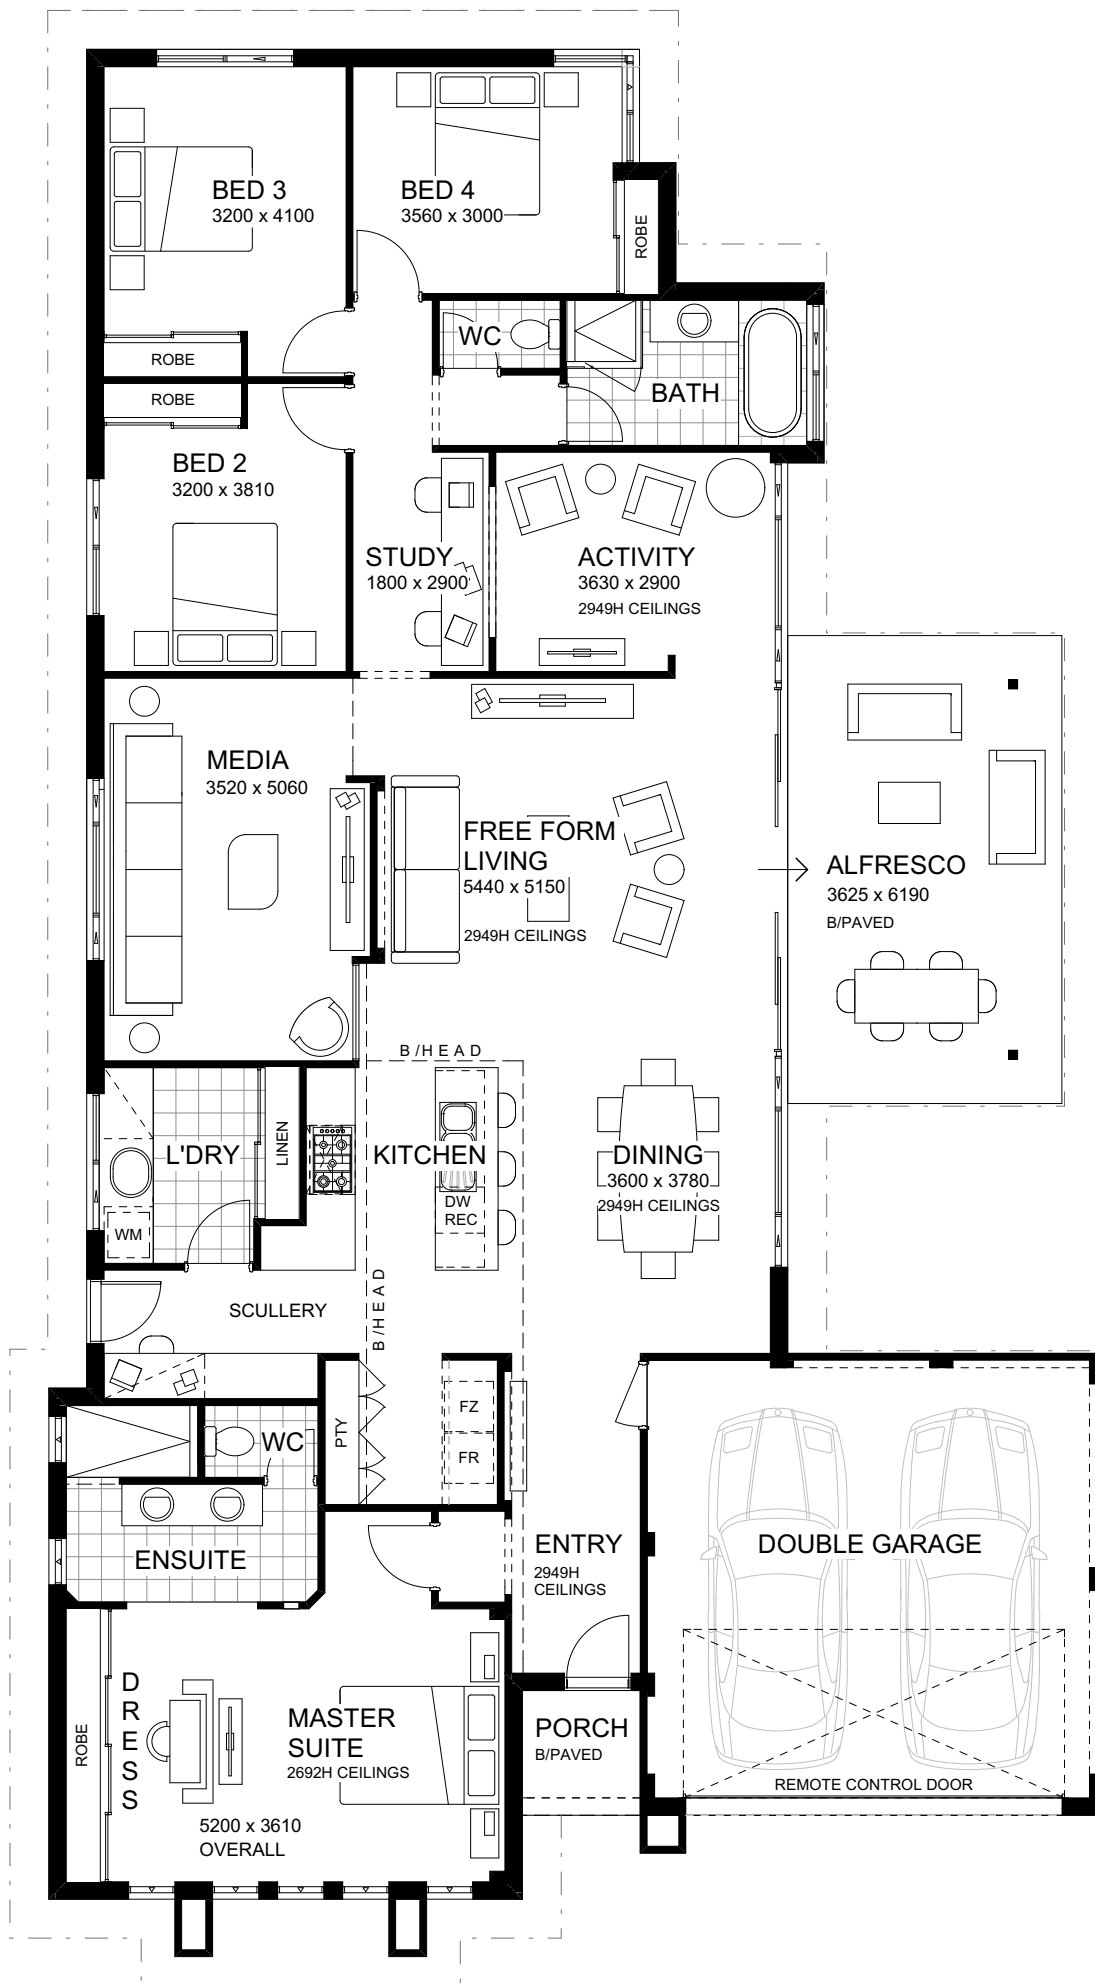 BED 3
3200 x 4100
BED 4
3560 x 3000
ROBE
WC
ROBE
ROBE
BATH
BED 2
3200 x 3810
STUDY
1800 x 2900
ACTIVITY
3630 x 2900
2949H CEILINGS
MEDIA
3520 x 5060
FREE FORM
LIVING
5440 x 5150
2949H CEILINGS
ALFRESCO
3625 x 6190
B/PAVED
B/HEAD
L'DRY
LINEN
KITCHEN
DINING
3600 x 3780
2949H CEILINGS
DW
REC
WM
SCULLERY
B/HEAD
PTY
FZ
FR
WC
ENSUITE
ENTRY
2949H
CEILINGS
DOUBLE GARAGE
ROBE
DRESS
MASTER
SUITE
2692H CEILINGS
PORCH
B/PAVED
REMOTE CONTROL DOOR
5200 x 3610
OVERALL